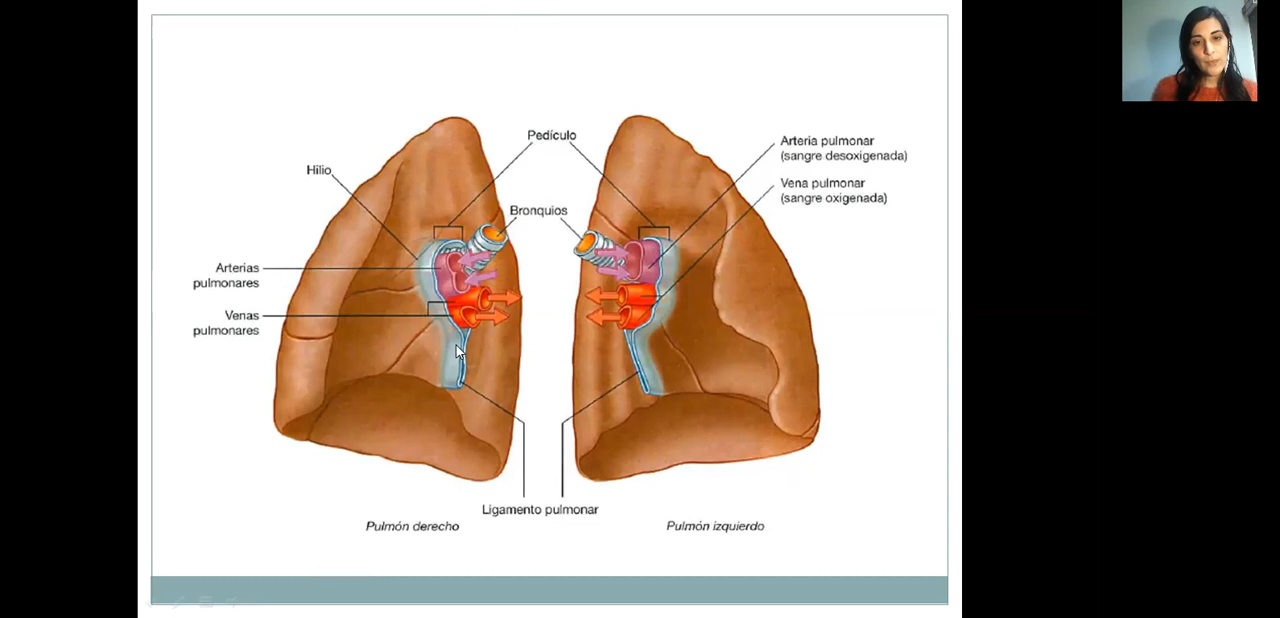 Pedículo
Arteria pulmonar
(sangre desoxigenada)
Hilio
Vena pulmonar
(sangre oxigenada)
Bronquios
Arterias
pulmonares
Venas
pulmonares
Ligamento pulmonar
Pulmón derecho
Pulmón izquierdo